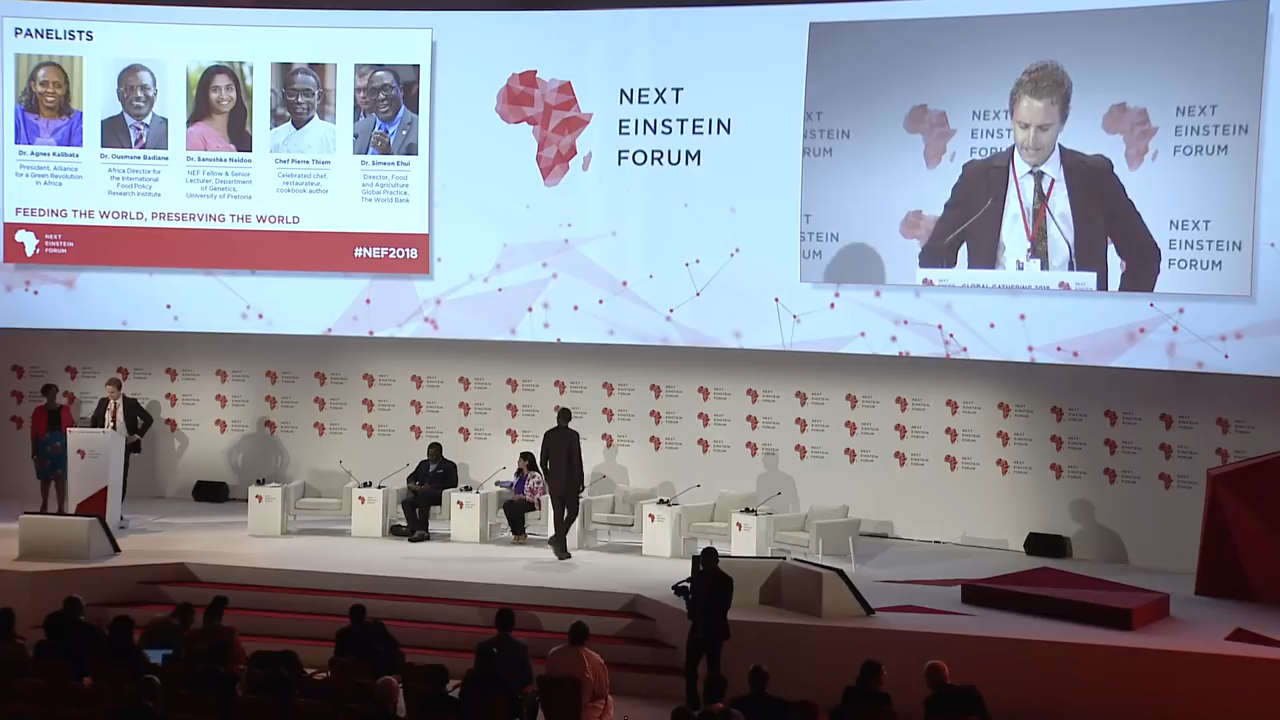 PANELISTS
Dr. Agnes Kalibata
President, Alliance
for a Green Revolution
in Africa
Dr. Ousmane Badiane
Africa Director for
the International
Food Policy
Research Institute
Dr. Sanushka Naidoo
NEF Fellow & Senior
Lecturer, Department
of Genetics,
University of Pretoria
Chef Pierre Thiam
Celebrated chef,
restaurateur,
cookbook author
Dr. Simeon Ehui
Director, Food
and Agriculture
Global Practice,
The World Bank
FEEDING THE WORLD, PRESERVING THE WORLD
NEXT
EINSTEIN
FORUM
#NEF2018
NEXT
EINSTEIN
FORUM
NEXT
EINSTEIN
FORUM
NEXT
EINSTEIN
FORUM
GLOBAL GATHERING 2018